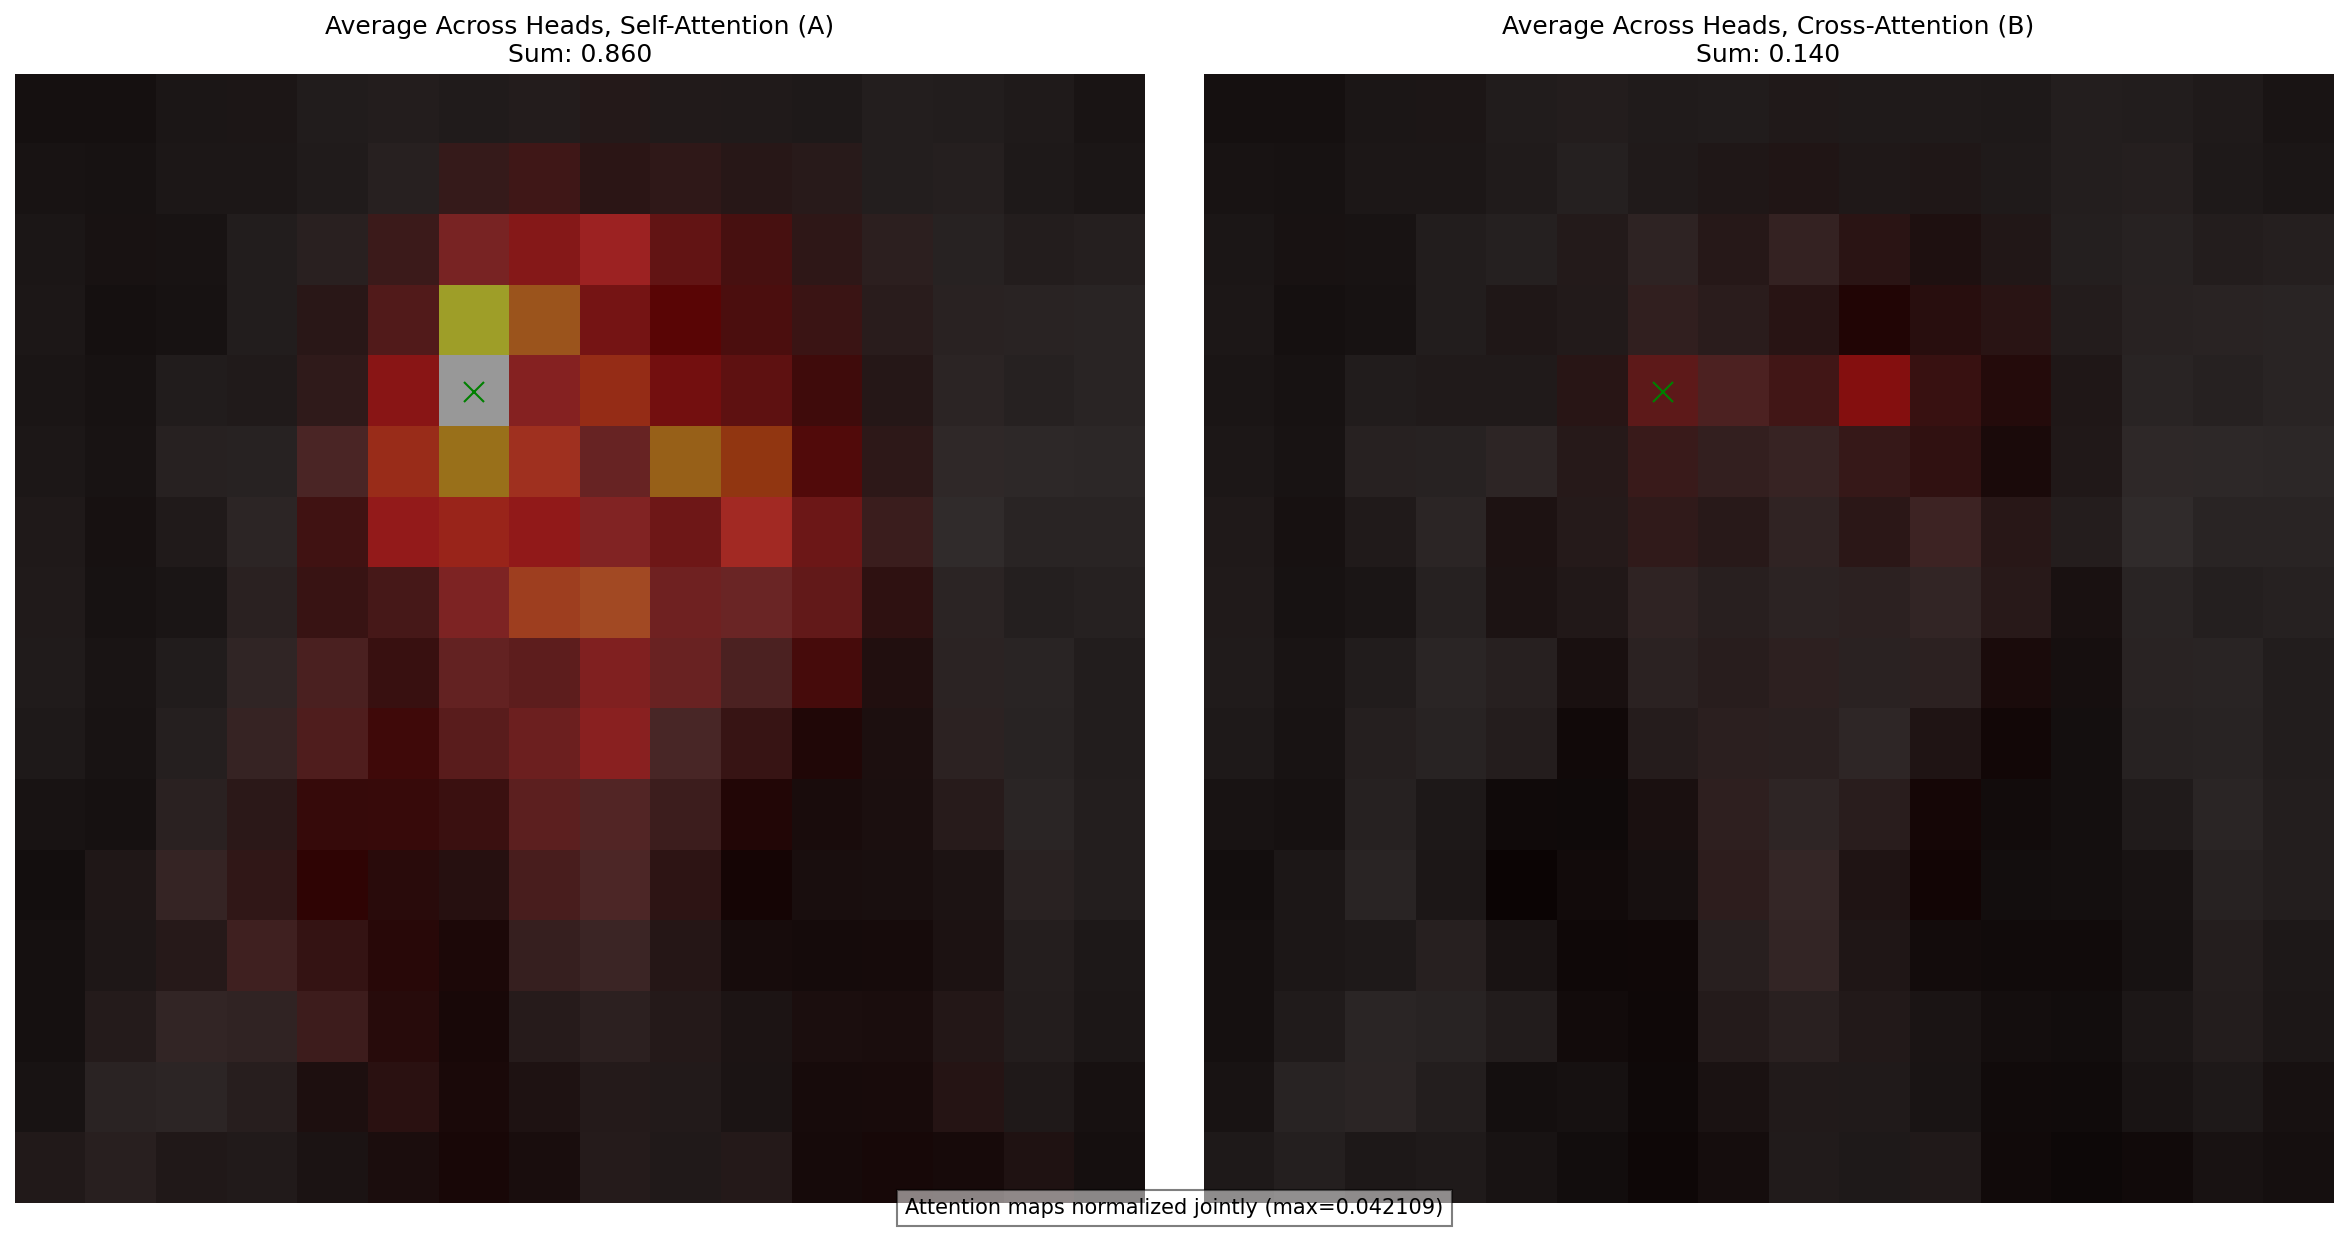 Average Across Heads, Self-Attention (A)
Sum: 0.860
Average Across Heads, Cross-Attention (B)
Sum: 0.140
Attention maps normalized jointly (max=0.042109)